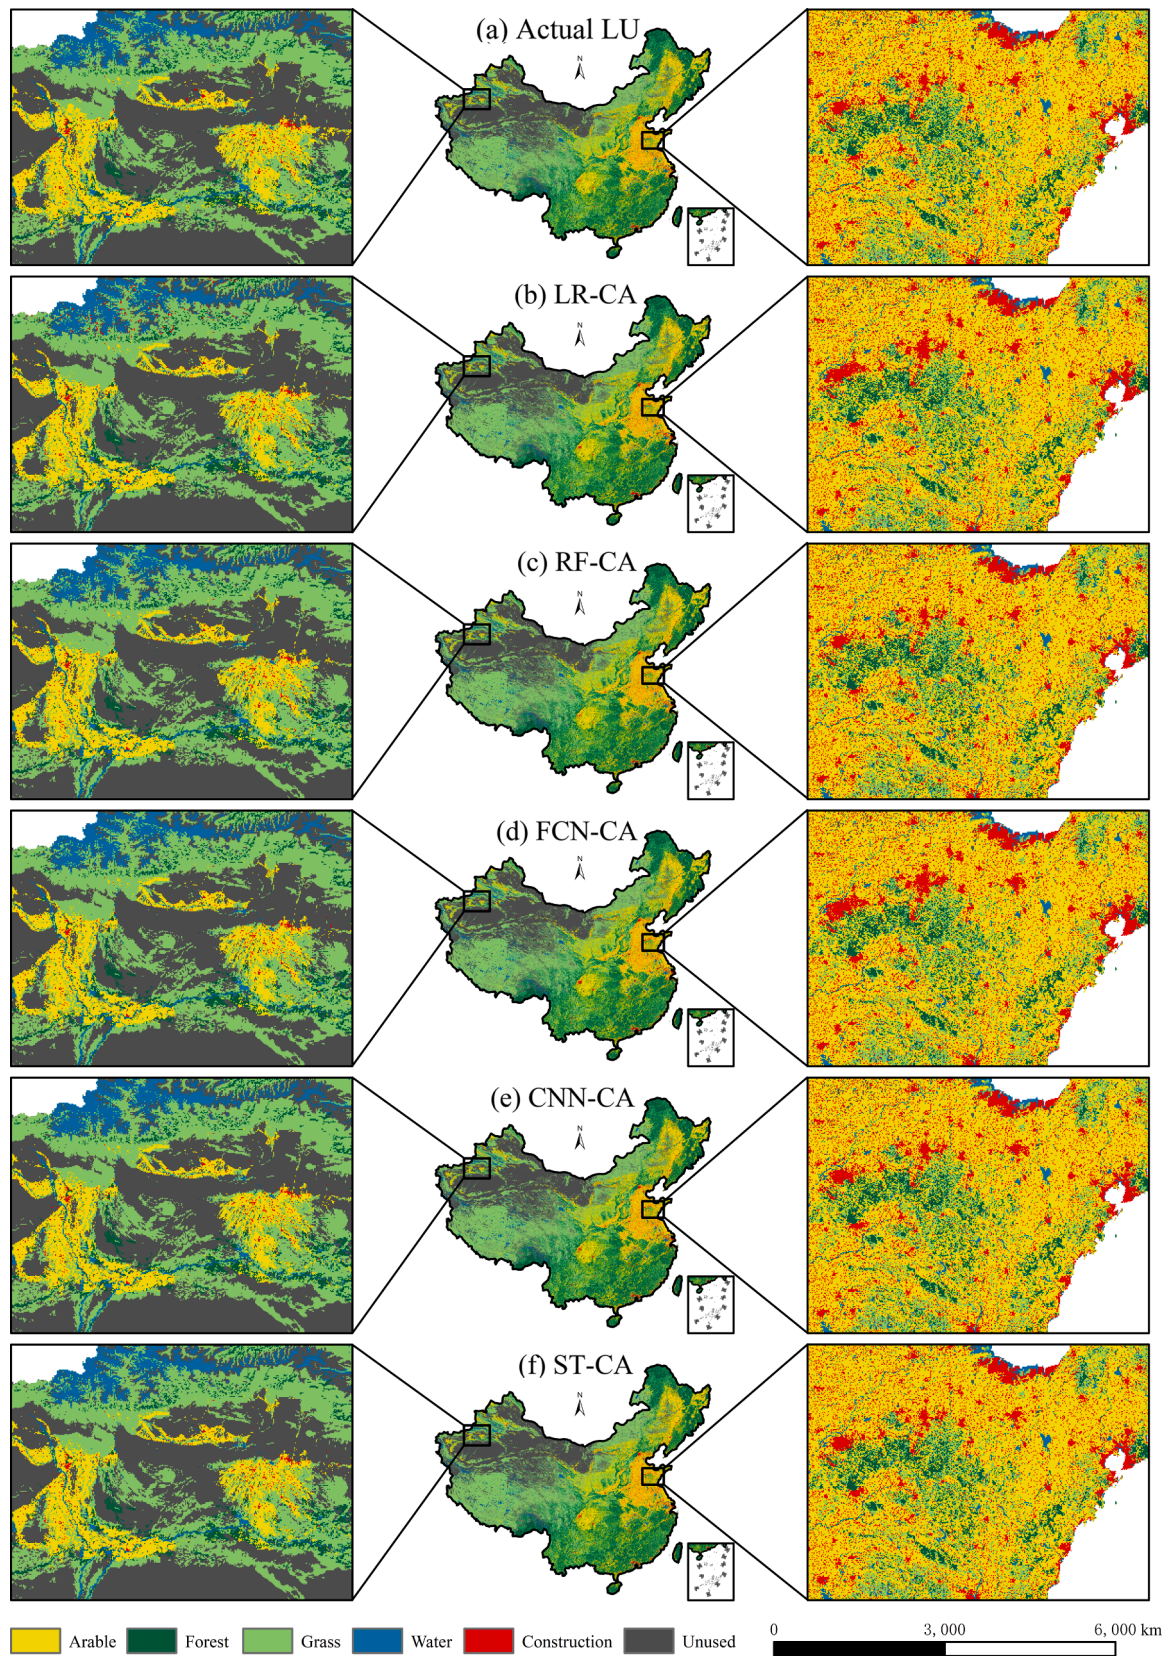 (a) Actual LU
N
(b) LR-CA
N
(c) RF-CA
N
(d) FCN-CA
N
(e) CNN-CA
N
(f) ST-CA
N
Arable Forest Grass Water Construction Unused
0 3, 000 6, 000 km